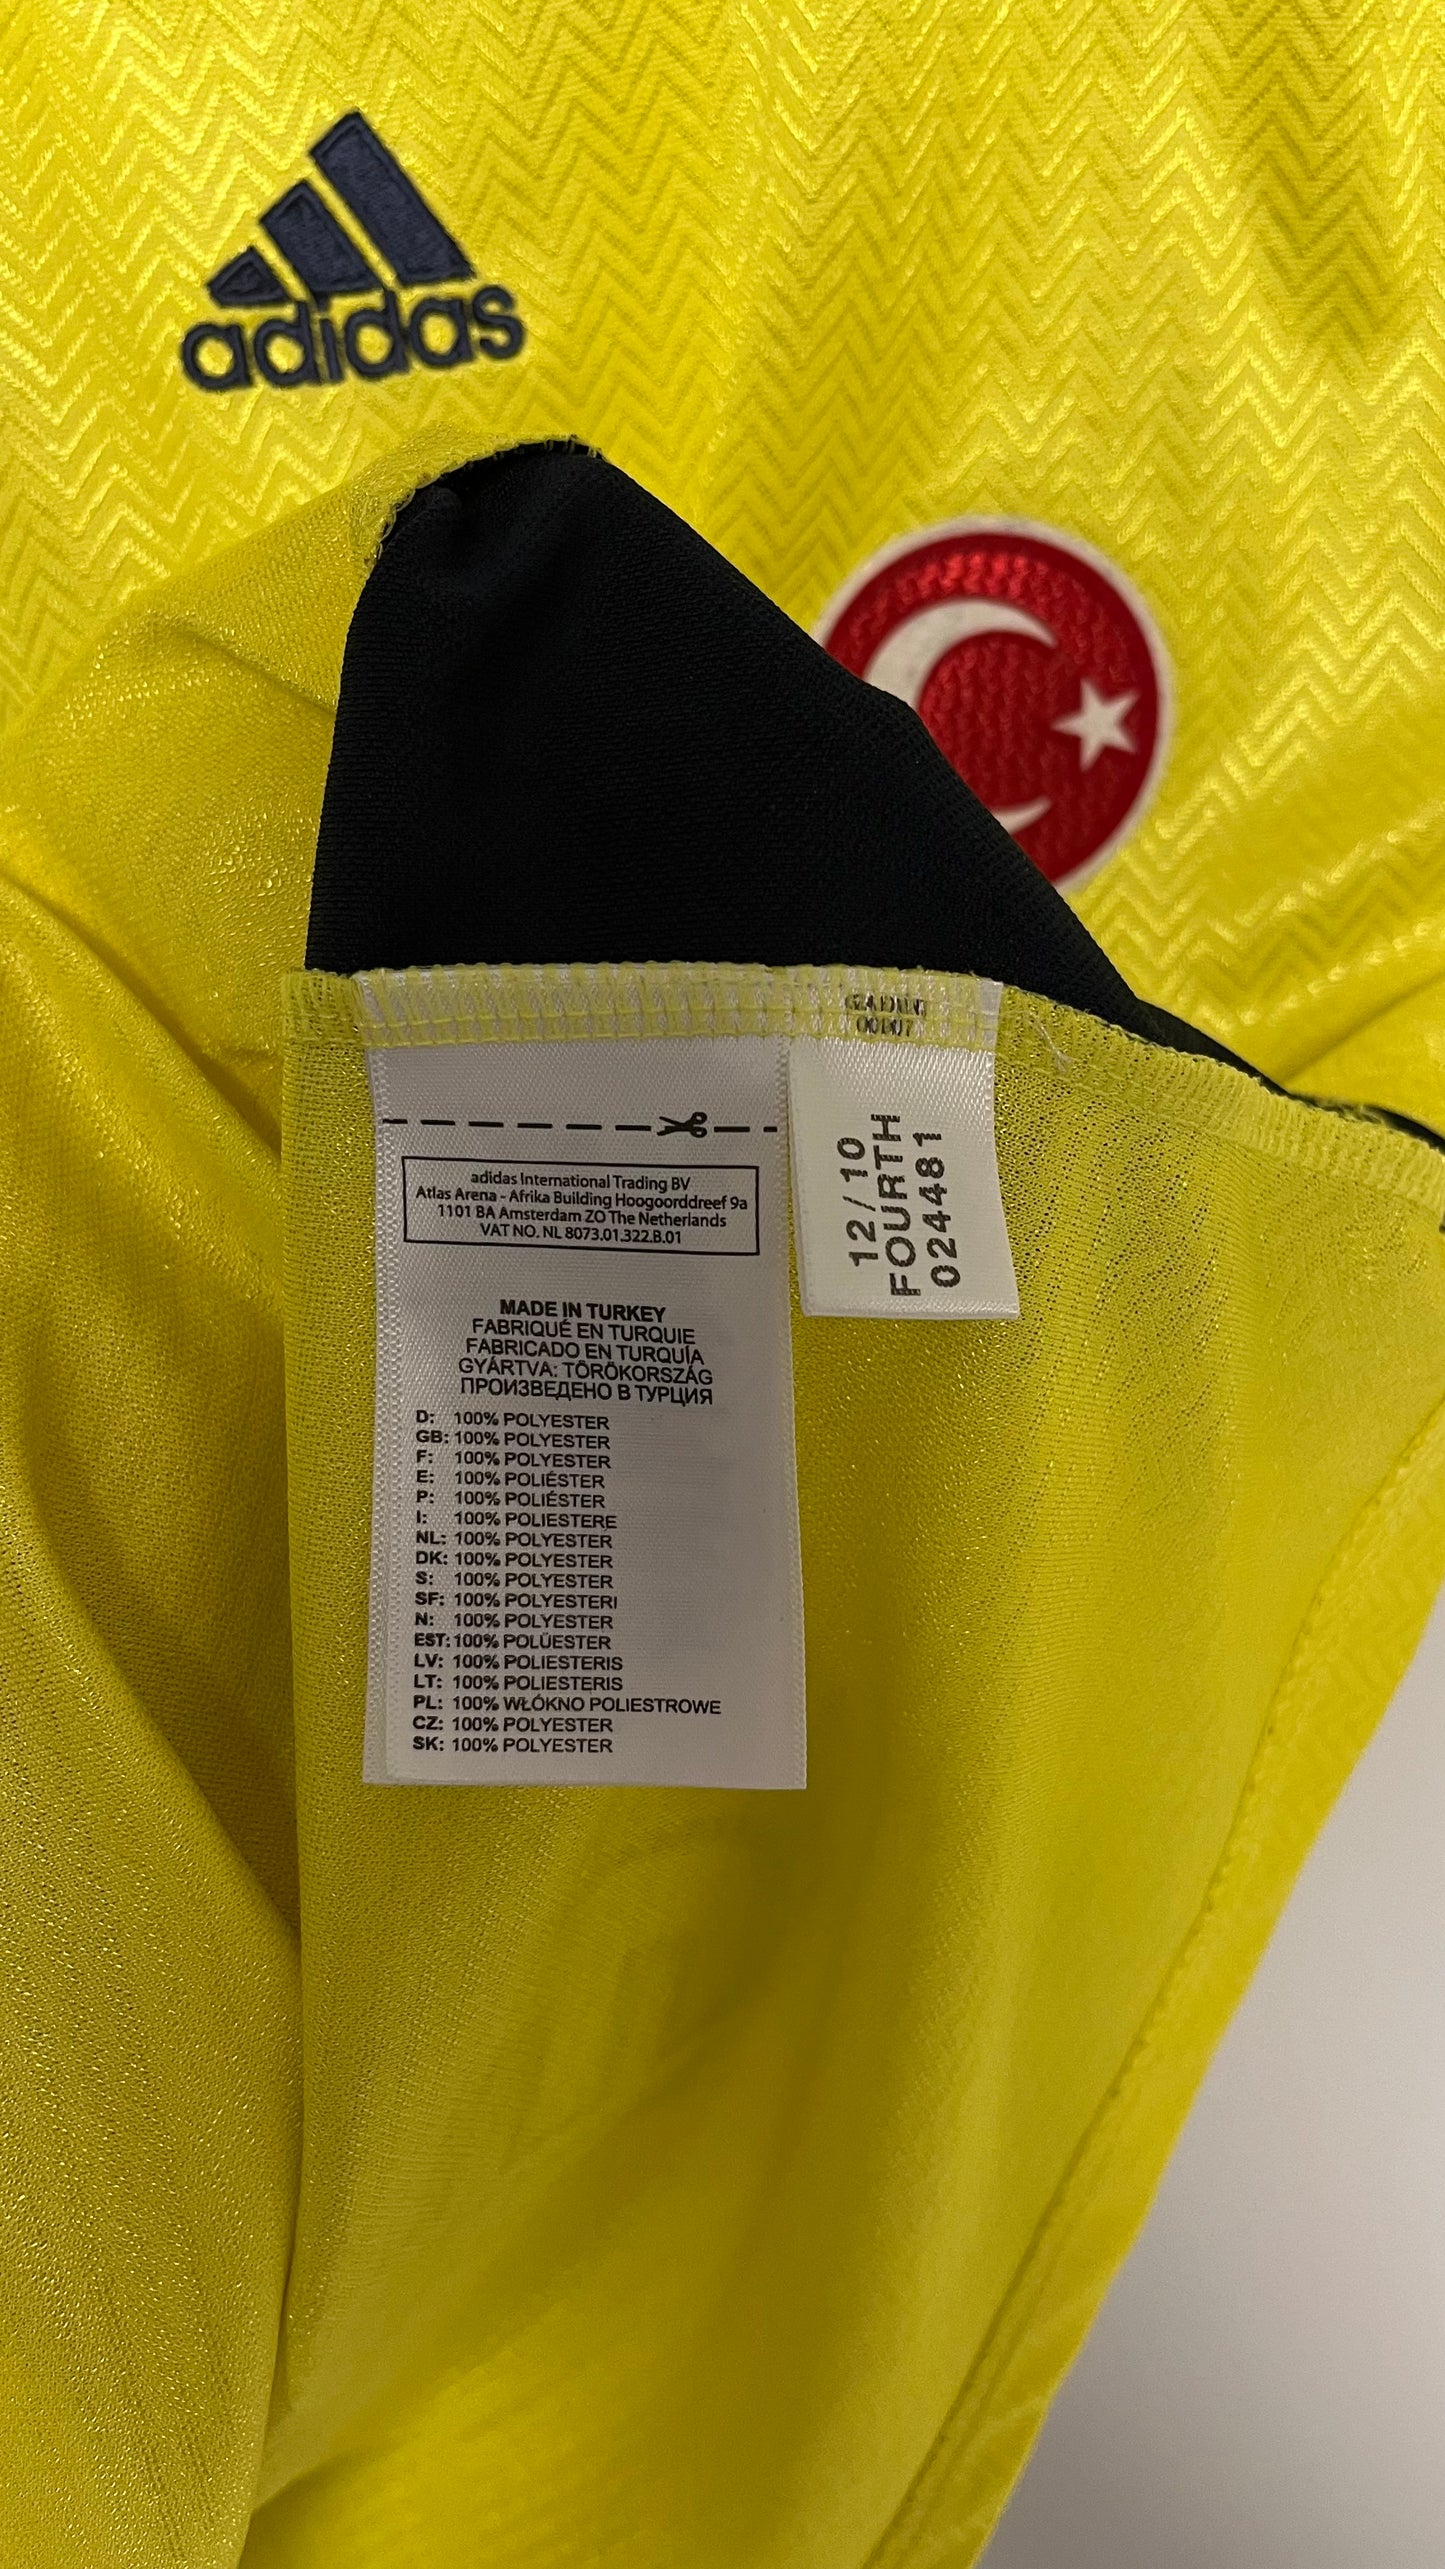 adidas
adidas International Trading BV
Atlas Arena - Afrika Building Hoogoorddreef 9a
1101 BA Amsterdam ZO The Netherlands
VAT NO. NL 8073.01.322.B.01
MADE IN TURKEY
FABRIQUÉ EN TURQUIE
FABRICADO EN TURQUÍA
GYÁRTVA: TÖRÖKORSZÁG
ПРОИЗВЕДЕНО В ТУРЦИЯ
D: 100% POLYESTER
GB: 100% POLYESTER
F: 100% POLYESTER
E: 100% POLIÉSTER
P: 100% POLIÉSTER
I: 100% POLIESTERE
NL: 100% POLYESTER
DK: 100% POLYESTER
S: 100% POLYESTER
SF: 100% POLYESTERI
N: 100% POLYESTER
EST: 100% POLÜESTER
LV: 100% POLIESTERIS
LT: 100% POLIESTERIS
PL: 100% WŁÓKNO POLIESTROWE
CZ: 100% POLYESTER
SK: 100% POLYESTER
12/10
FOURTH
024481